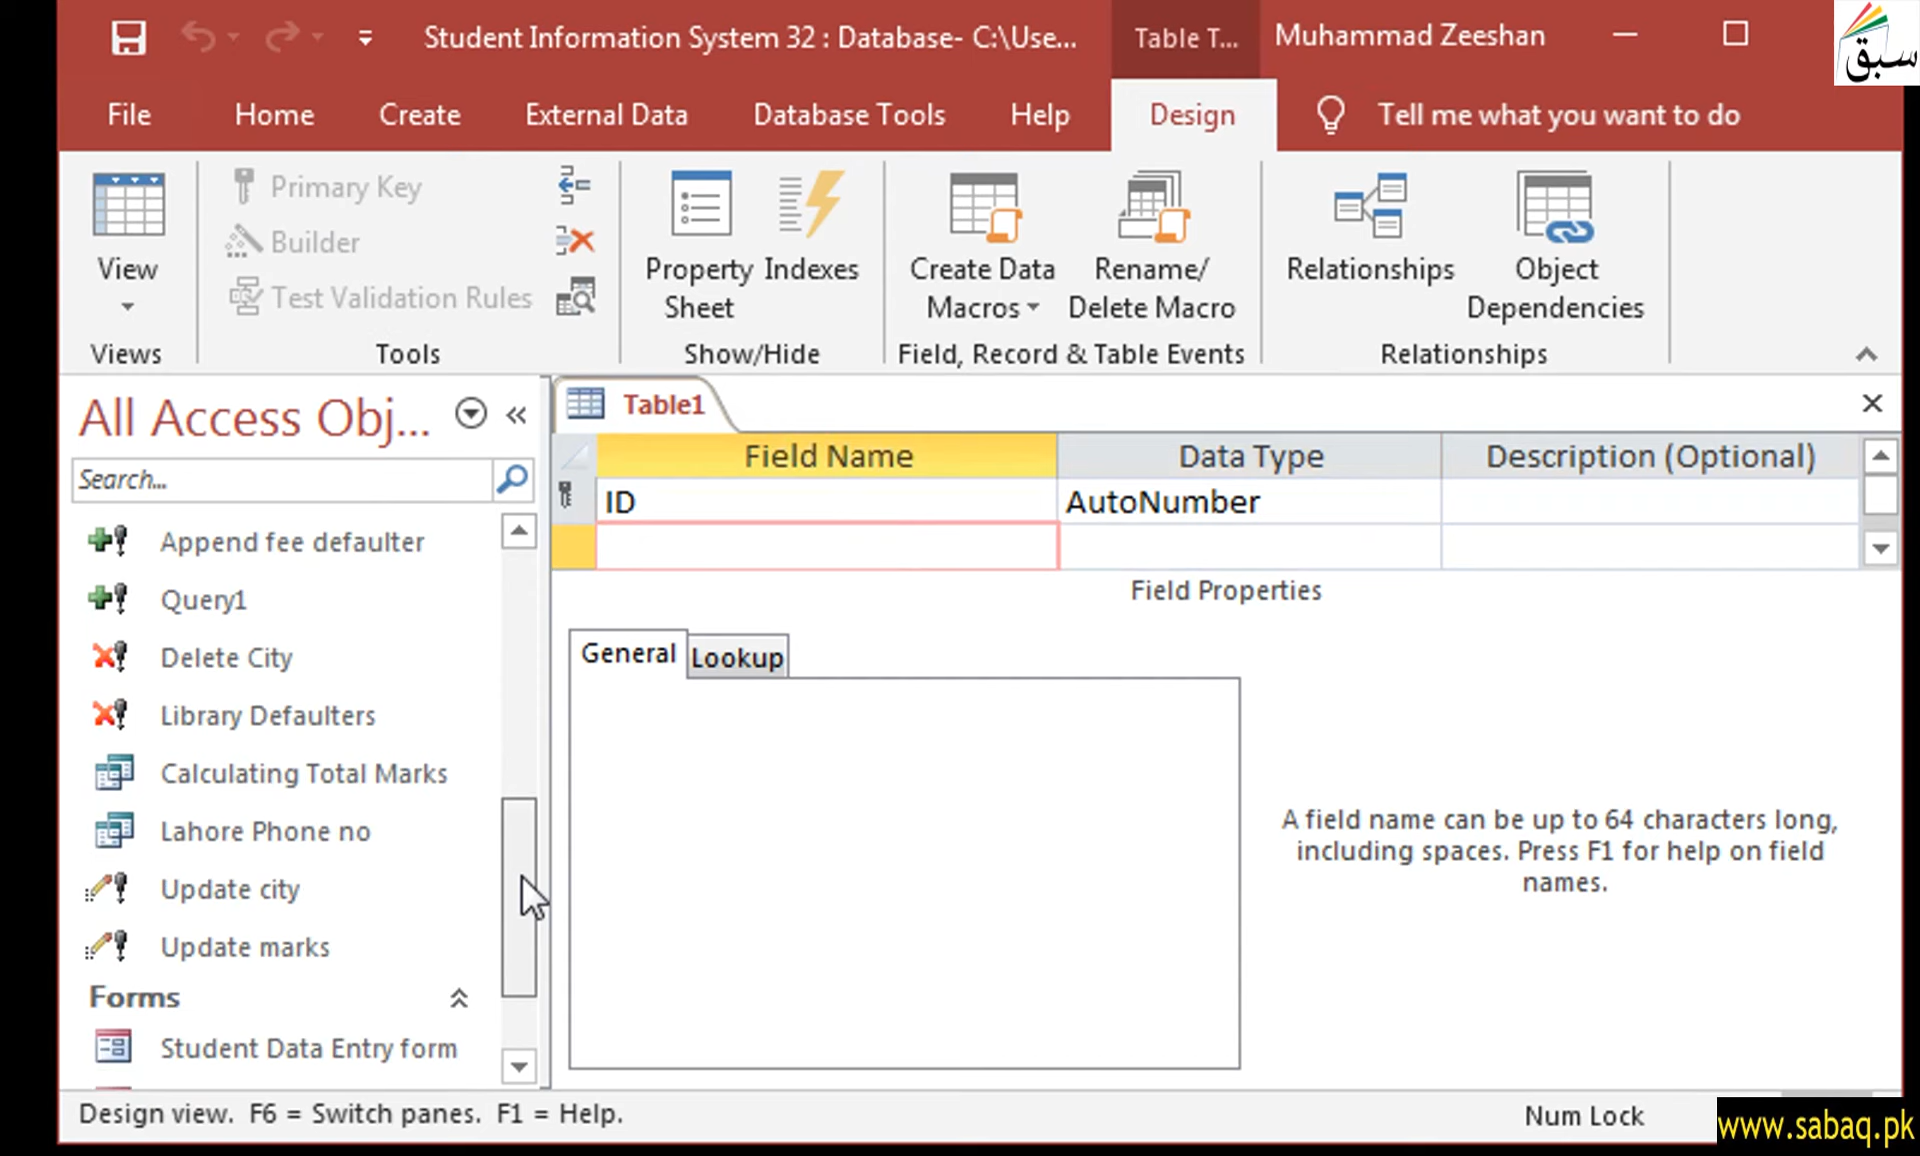 Student Information System 32 : Database- C:\Use...
Table T...
Muhammad Zeeshan
سبق
File
Home
Create
External Data
Database Tools
Help
Design
Tell me what you want to do
View
Primary Key
Builder
Test Validation Rules
Property
Sheet
Indexes
Create Data
Macros
Rename/
Delete Macro
Relationships
Object
Dependencies
Views
Tools
Show/Hide
Field, Record & Table Events
Relationships
All Access Obj...
Search...
Append fee defaulter
Query1
Delete City
Library Defaulters
Calculating Total Marks
Lahore Phone no
Update city
Update marks
Forms
Student Data Entry form
Table1
Field Name
Data Type
Description (Optional)
ID
AutoNumber
Field Properties
General
Lookup
A field name can be up to 64 characters long,
including spaces. Press F1 for help on field
names.
Design view. F6 = Switch panes. F1 = Help.
Num Lock
www.sabaq.pk